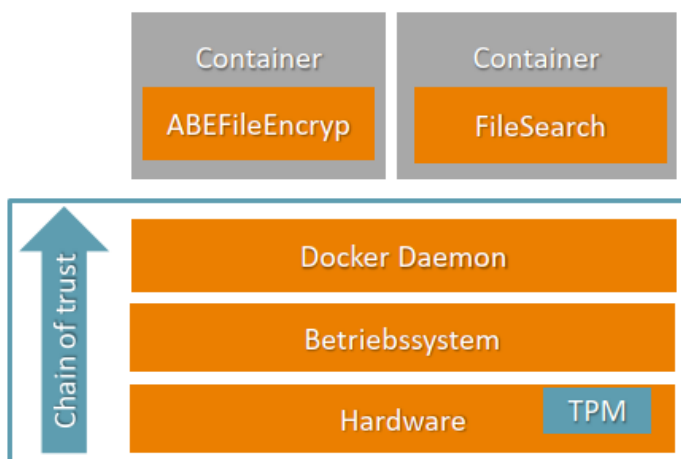 Container
Container
ABEFileEncryp
FileSearch
Chain of trust
Docker Daemon
Betriebssystem
Hardware
TPM